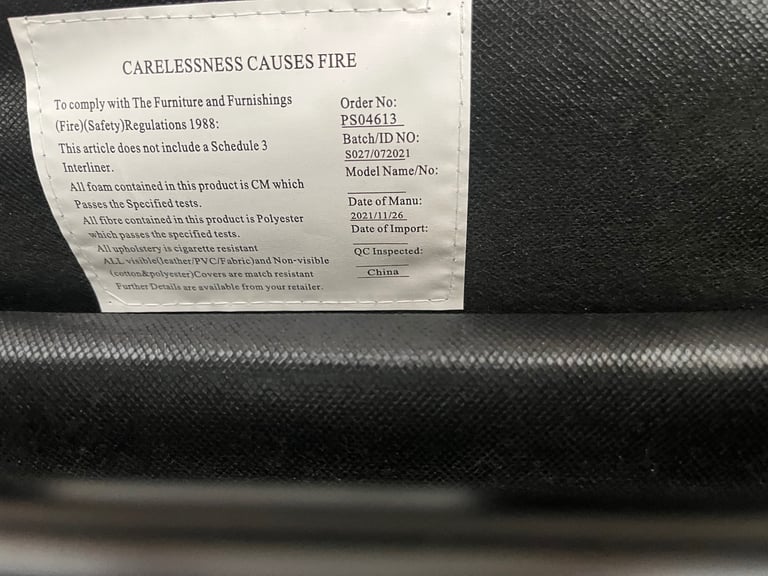 CARELESSNESS CAUSES FIRE
To comply with The Furniture and Furnishings
(Fire)(Safety)Regulations 1988:
This article does not include a Schedule 3
Interliner.
All foam contained in this product is CM which
Passes the Specified tests.
All fibre contained in this product is Polyester
which passes the specified tests.
All upholstery is cigarette resistant
ALL visible(leather/PVC/Fabric)and Non-visible
(cotton&polyester)Covers are match resistant
Further Details are available from your retailer.
Order No:
PS04613
Batch/ID NO:
S027/072021
Model Name/No:
Date of Manu:
2021/11/26
Date of Import:
QC Inspected:
China